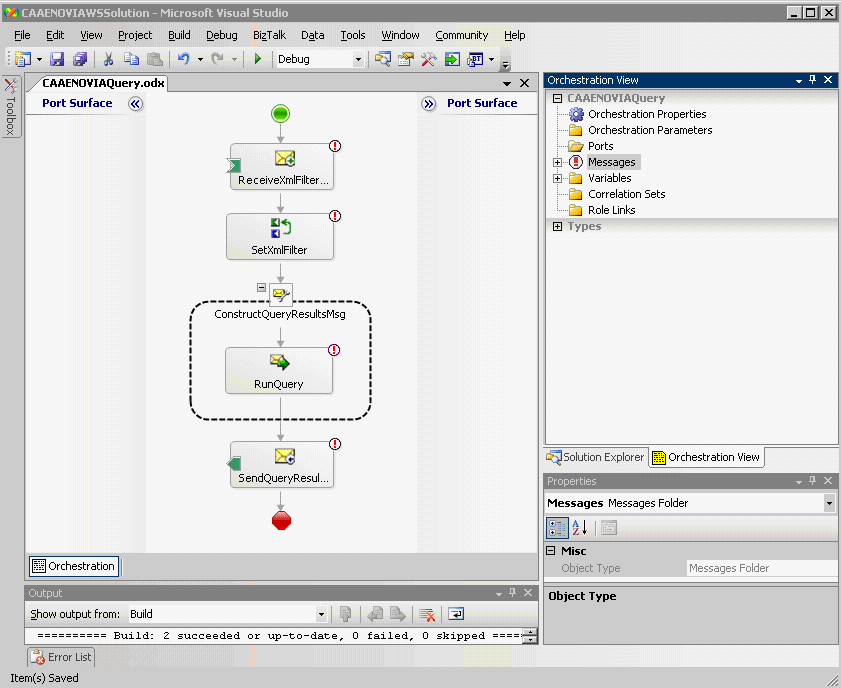 CAAENOVIAWSSolution - Microsoft Visual Studio
File Edit View Project Build Debug BizTalk Data Tools Window Community Help
Debug
Toolbox
CAAENOVIAQuery.odx
Port Surface
Port Surface
ReceiveXmlFilter...
SetXmlFilter
ConstructQueryResultsMsg
RunQuery
SendQueryResul...
Orchestration
Orchestration View
CAAENOVIAQuery
Orchestration Properties
Orchestration Parameters
Ports
Messages
Variables
Correlation Sets
Role Links
Types
Solution Explorer
Orchestration View
Properties
Messages Messages Folder
Misc
Object Type Messages Folder
Object Type
Output
Show output from: Build
========== Build: 2 succeeded or up-to-date, 0 failed, 0 skipped ====
Error List
Item(s) Saved